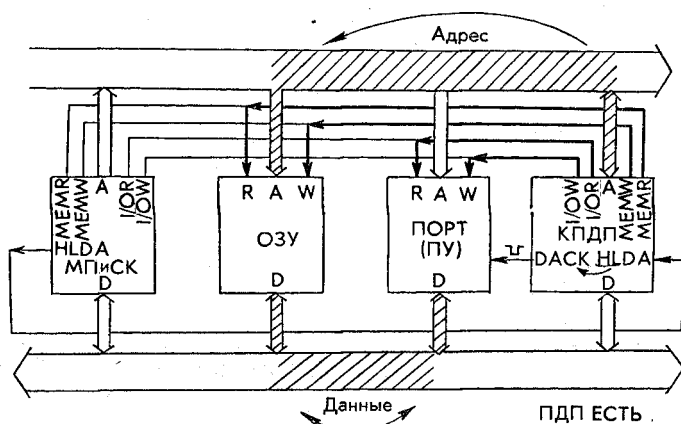 Адрес
MEMR
MEMW
A
I/OR
I/OW
HLDA
МПиСК
D
R A W
ОЗУ
D
R A W
ПОРТ
(ПУ)
D
I/OW
I/OR
A
MEMW
MEMR
КПДП
DACK HLDA
D
Данные
ПДП ЕСТЬ.